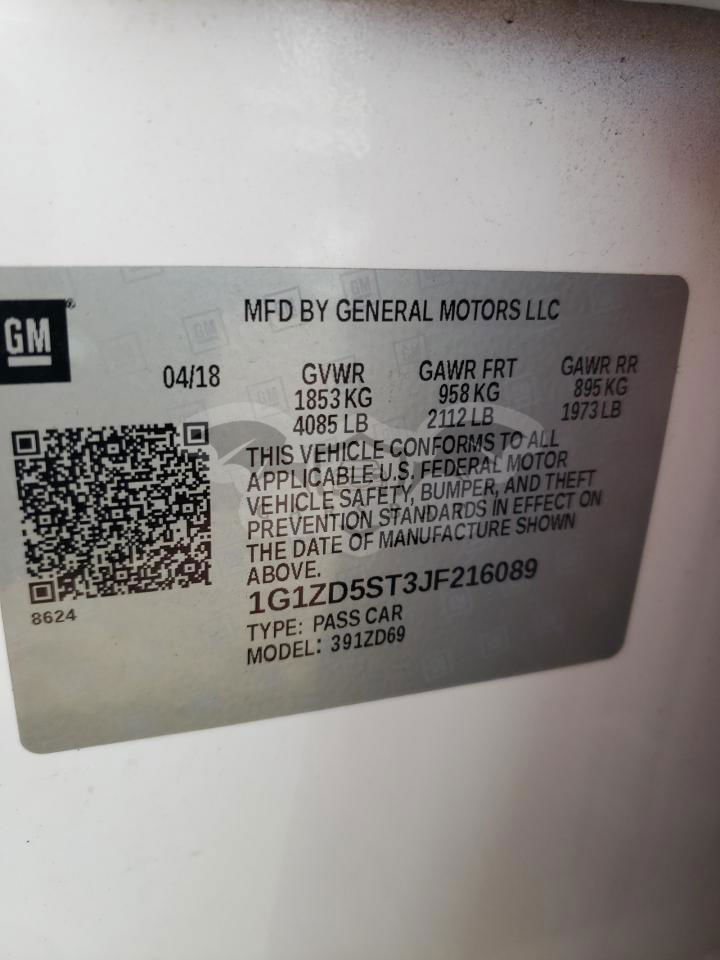 MFD BY GENERAL MOTORS LLC
GM
04/18
GVWR
1853 KG
4085 LB
GAWR FRT
958 KG
2112 LB
GAWR RR
895 KG
1973 LB
THIS VEHICLE CONFORMS TO ALL
APPLICABLE U.S. FEDERAL MOTOR
VEHICLE SAFETY, BUMPER, AND THEFT
PREVENTION STANDARDS IN EFFECT ON
THE DATE OF MANUFACTURE SHOWN
ABOVE.
1G1ZD5ST3JF216089
TYPE: PASS CAR
MODEL: 391ZD69
8624